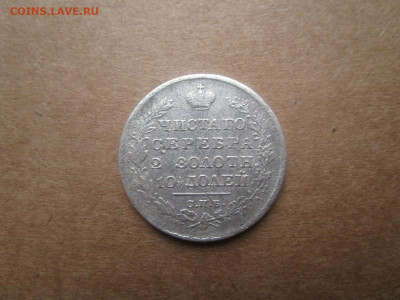 COINS.LAVE.RU
ЧИСТАГО
СЕРЕБРА
2 ЗОЛОТН.
10 ДОЛЕЙ
С.П.Б.